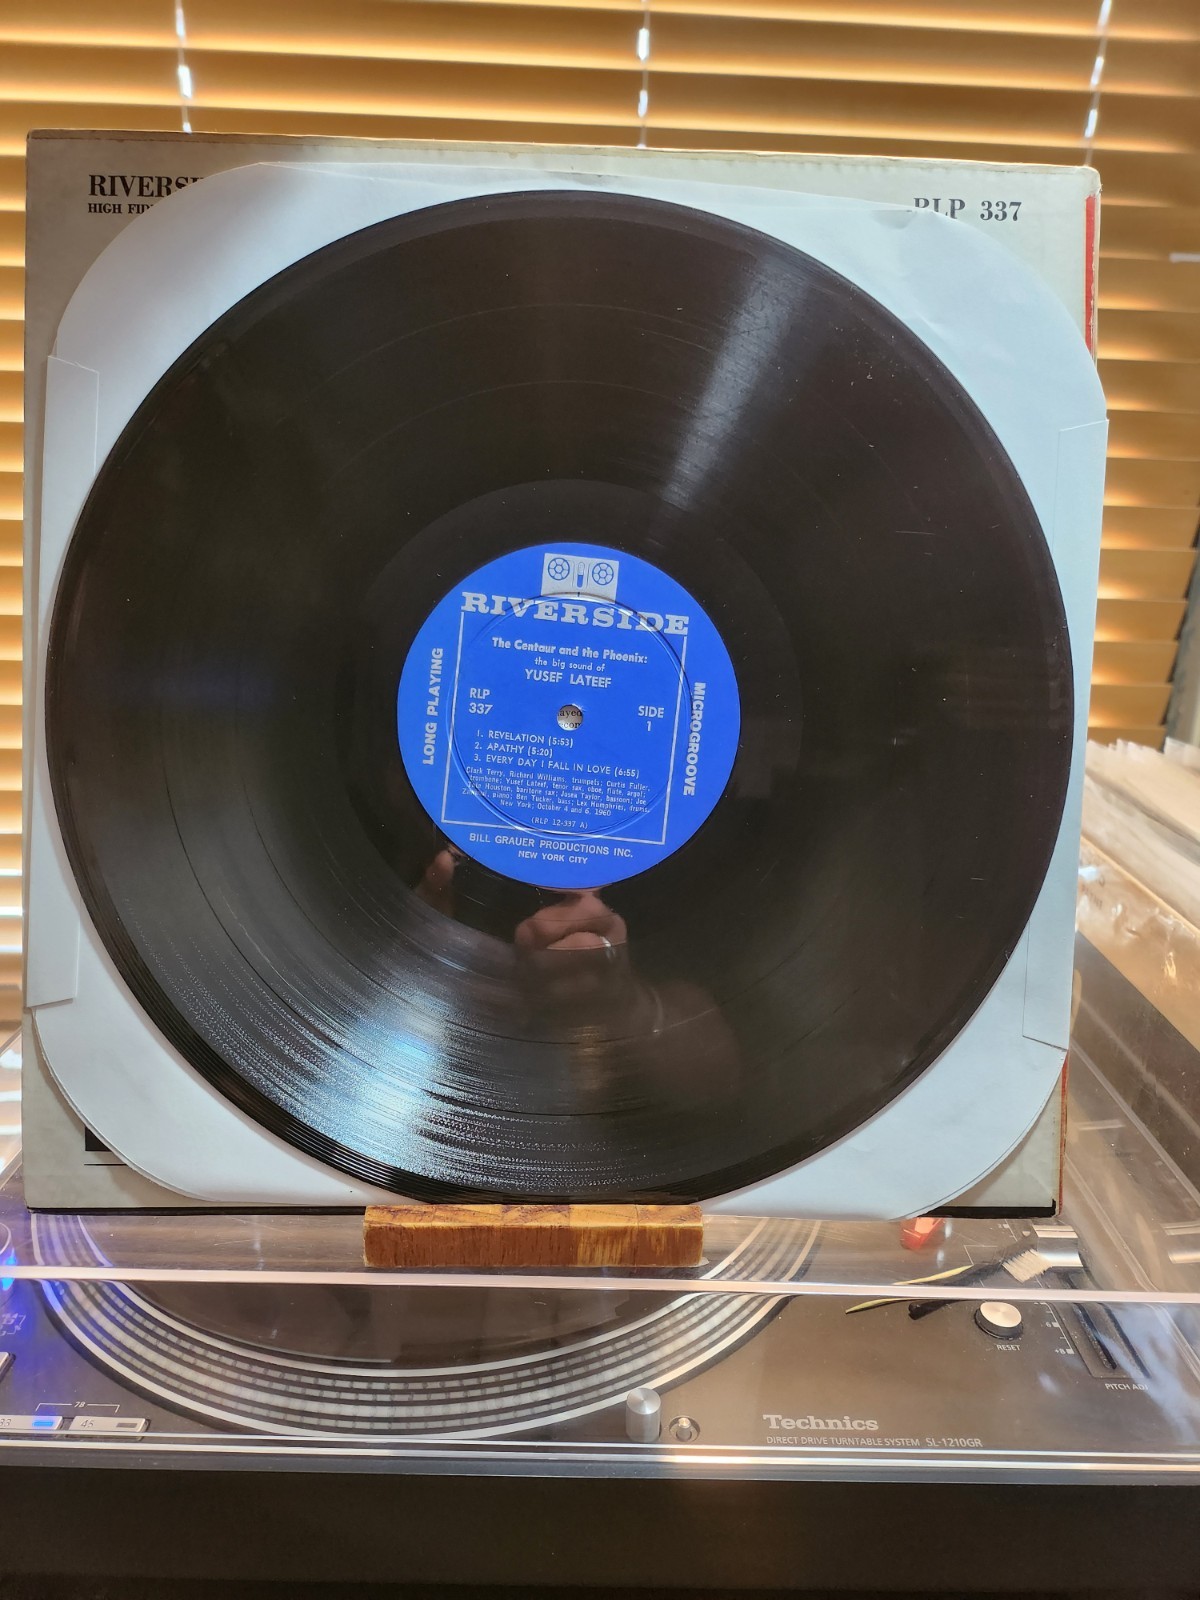 RIVERSI
HIGH FID
RLP 337
RIVERSIDE
The Centaur and the Phoenix:
the big sound of
YUSEF LATEEF
LONG PLAYING
MICROGROOVE
RLP
337
SIDE
1
1. REVELATION (5:53)
2. APATHY (5:20)
3. EVERY DAY I FALL IN LOVE (6:55)
Clark Terry, Richard Williams, trumpets; Curtis Fuller,
trombone; Yusef Lateef, tenor sax, oboe, flute, argol;
Tate Houston, baritone sax; Josea Taylor, bassoon; Joe
piano; Ben Tucker, bass; Lex Humphries, drums.
New York; October 4 and 6, 1960
(RLP 12-337 A)
BILL GRAUER PRODUCTIONS INC.
NEW YORK CITY
RESET
PITCH ADJ
78
33
45
Technics
DIRECT DRIVE TURNTABLE SYSTEM SL-1210GR